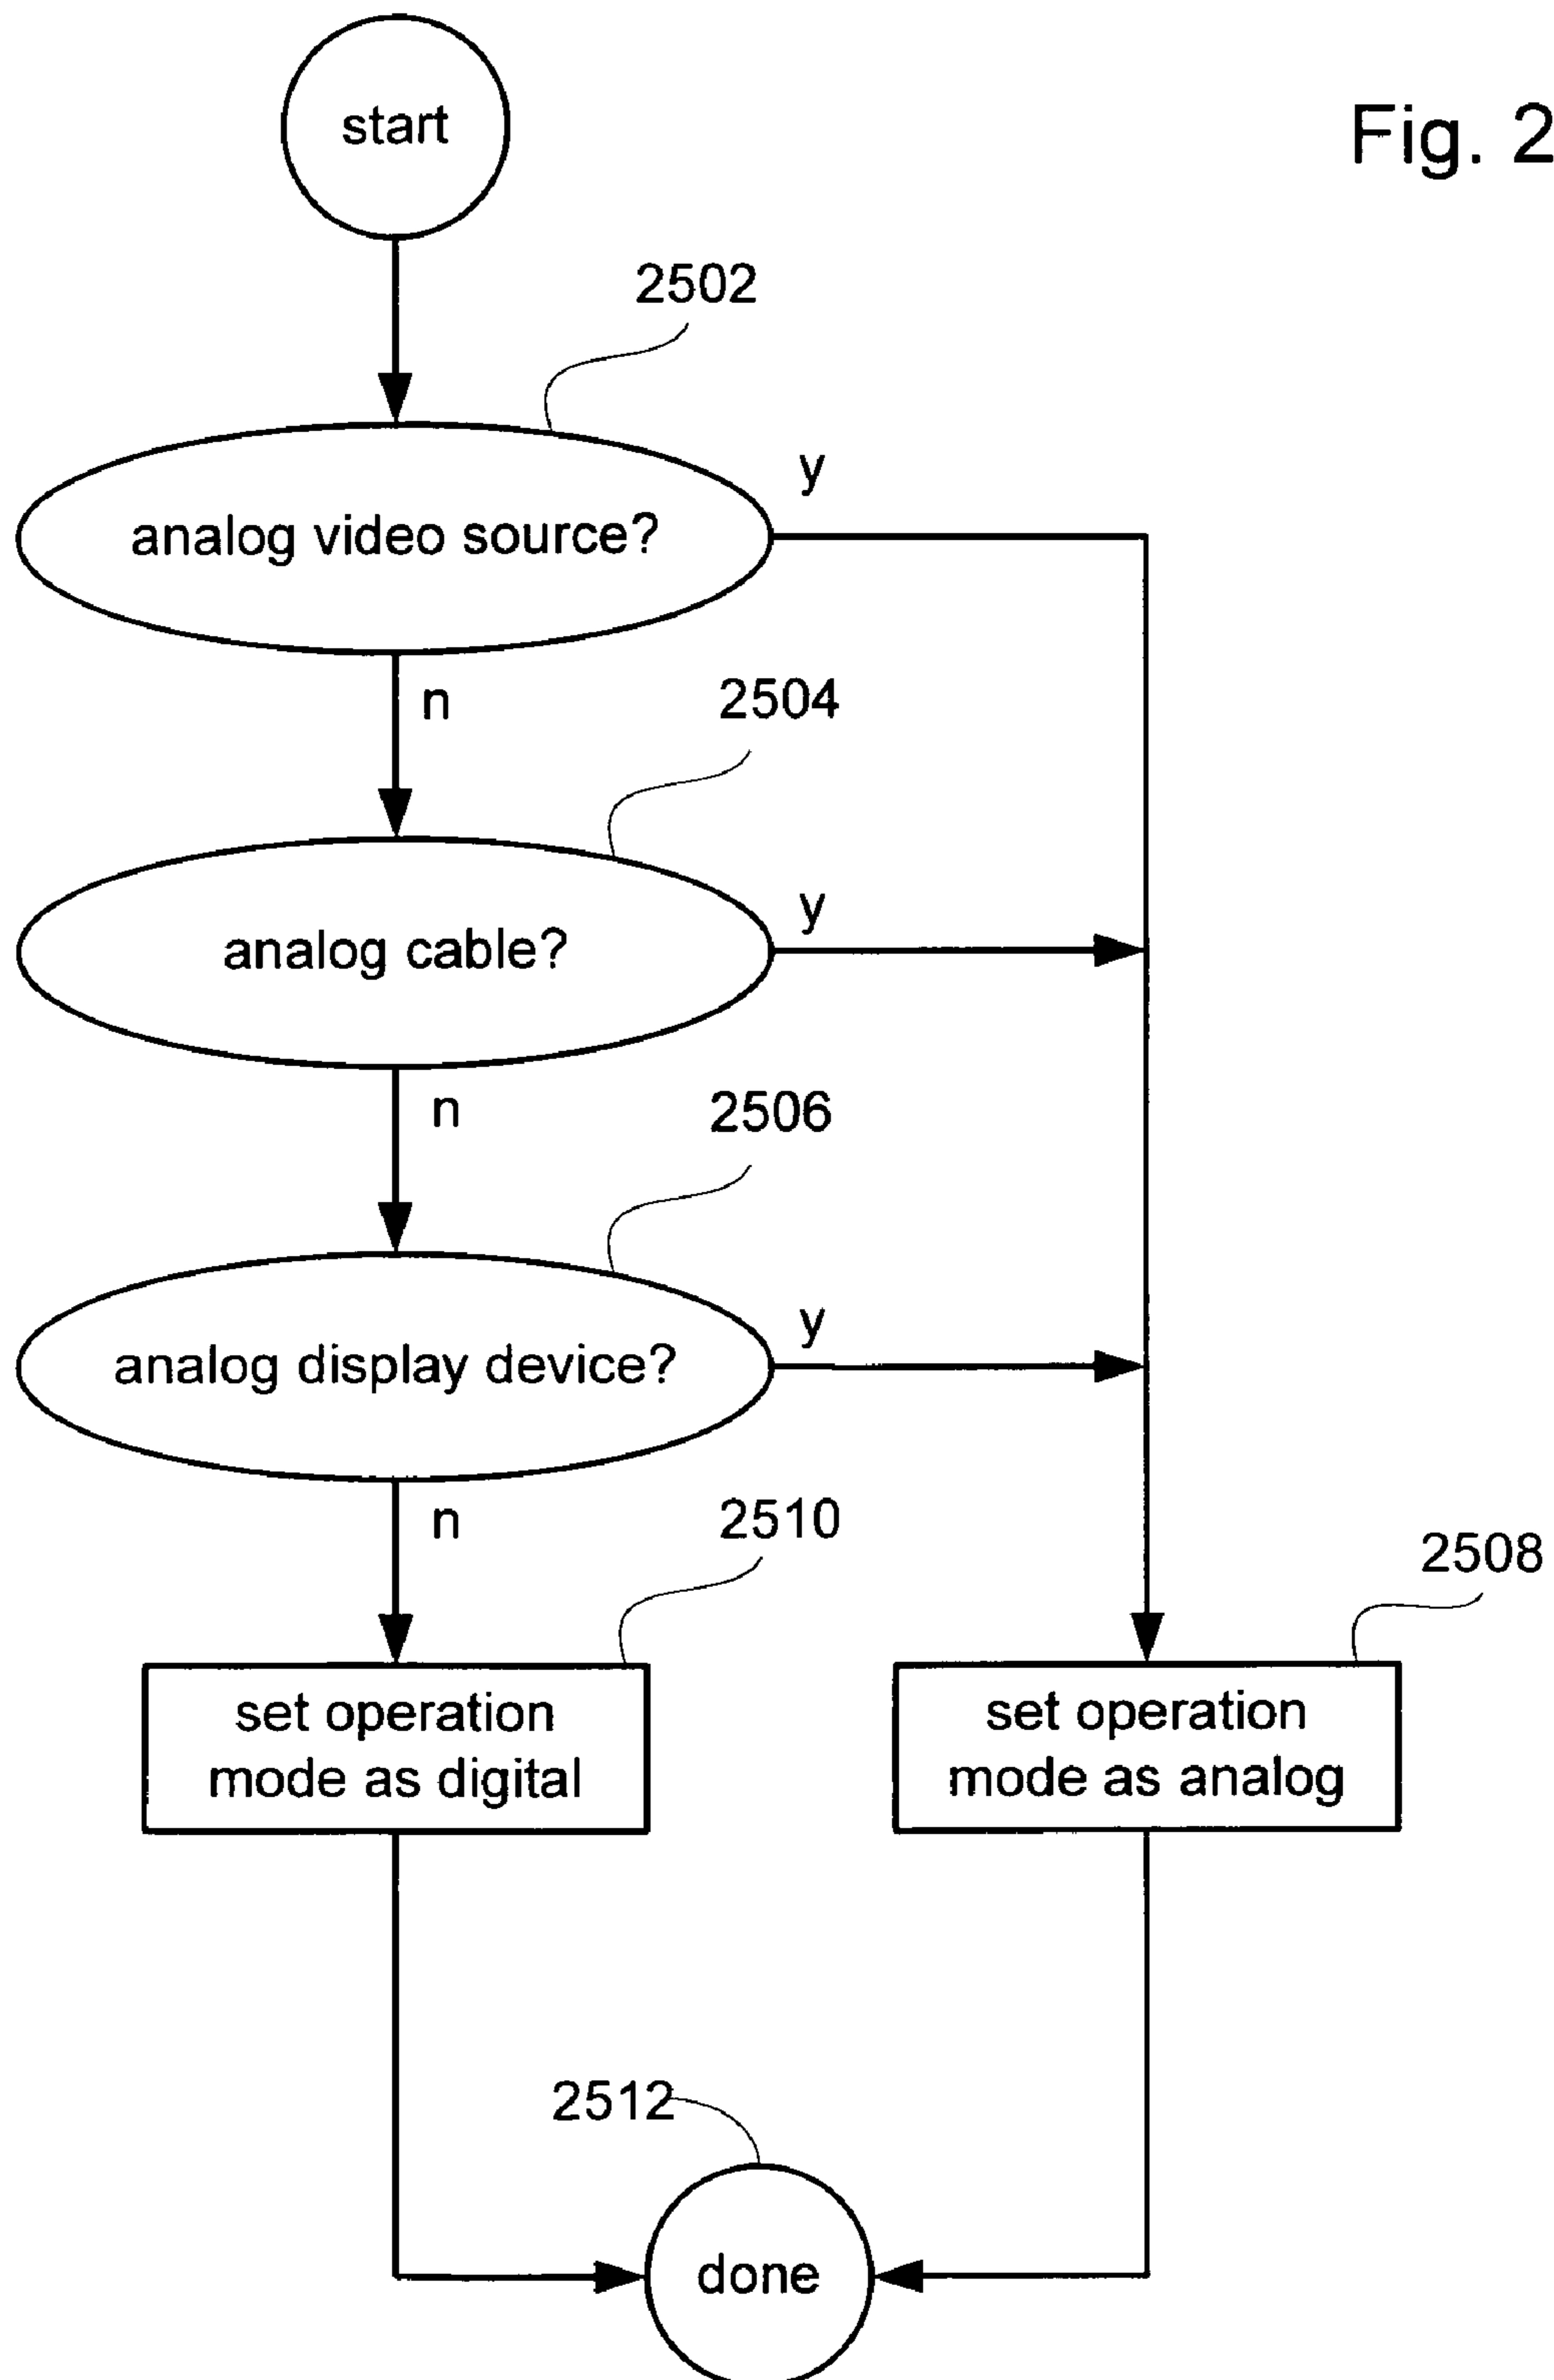 start
Fig. 2
2502
analog video source?
y
n
2504
analog cable?
y
n
2506
analog display device?
y
n
2510
2508
set operation
mode as digital
set operation
mode as analog
2512
done